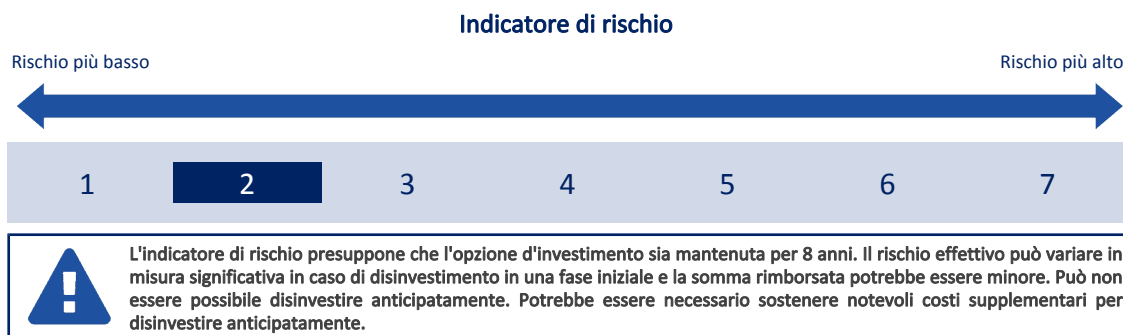 Indicatore di rischio
Rischio più basso
Rischio più alto
1 2 3 4 5 6 7
L'indicatore di rischio presuppone che l'opzione d'investimento sia mantenuta per 8 anni. Il rischio effettivo può variare in
misura significativa in caso di disinvestimento in una fase iniziale e la somma rimborsata potrebbe essere minore. Può non
essere possibile disinvestire anticipatamente. Potrebbe essere necessario sostenere notevoli costi supplementari per
disinvestire anticipatamente.